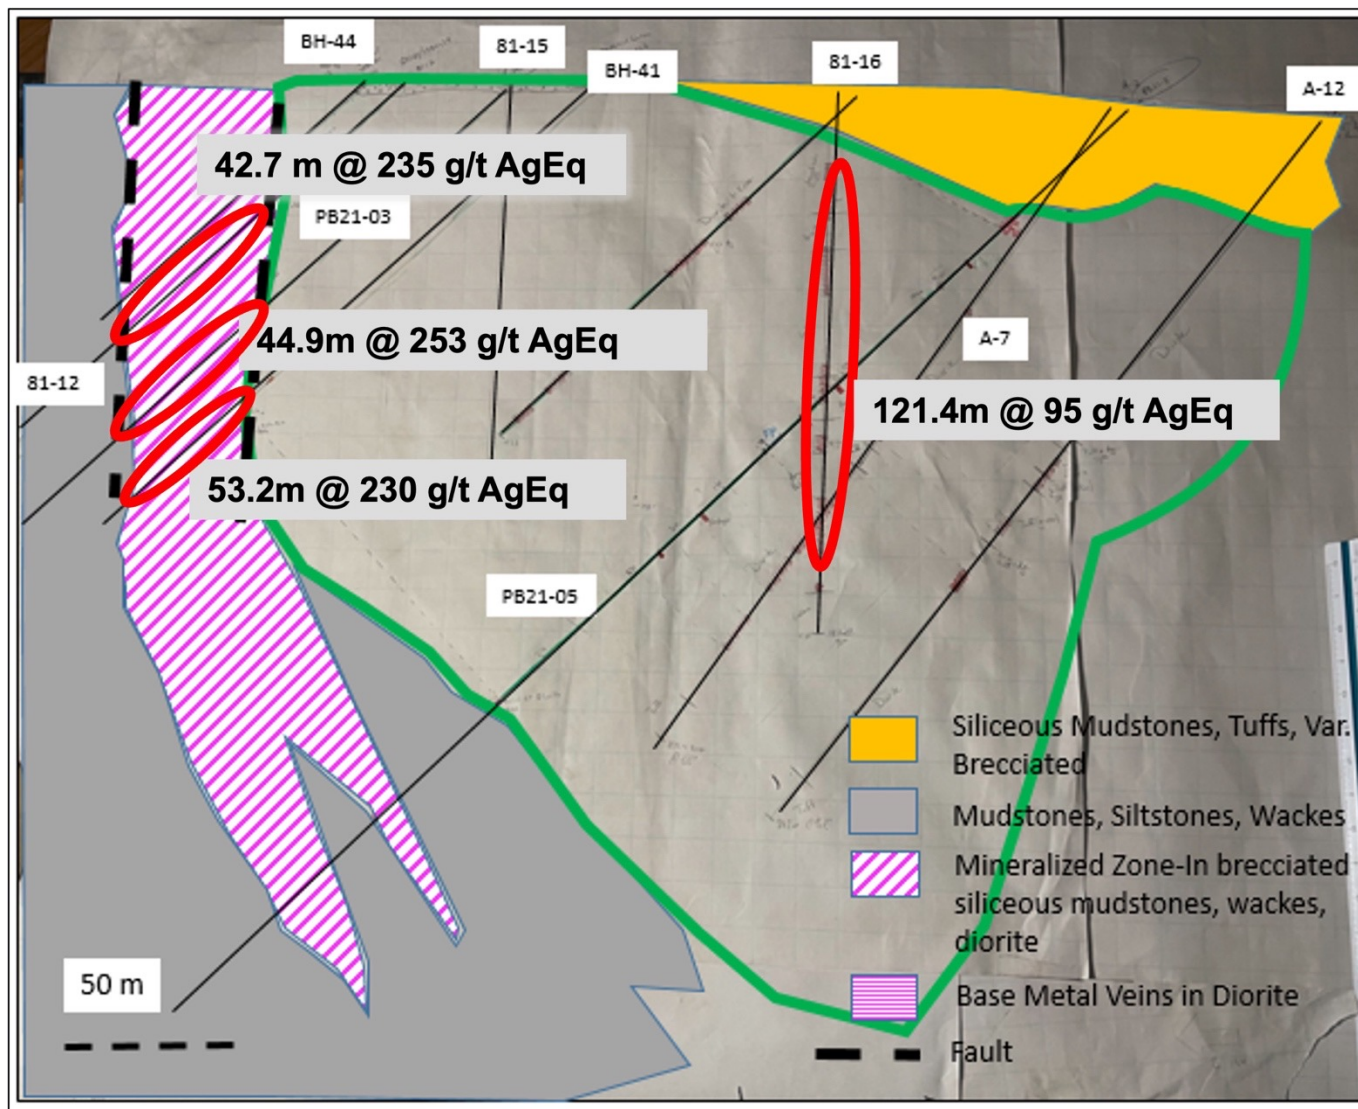 BH-44
81-15
BH-41
81-16
A-12
42.7 m @ 235 g/t AgEq
PB21-03
44.9m @ 253 g/t AgEq
A-7
81-12
121.4m @ 95 g/t AgEq
53.2m @ 230 g/t AgEq
PB21-05
Siliceous Mudstones, Tuffs, Var.
Brecciated
Mudstones, Siltstones, Wackes
Mineralized Zone-In brecciated
siliceous mudstones, wackes,
diorite
50 m
Base Metal Veins in Diorite
Fault